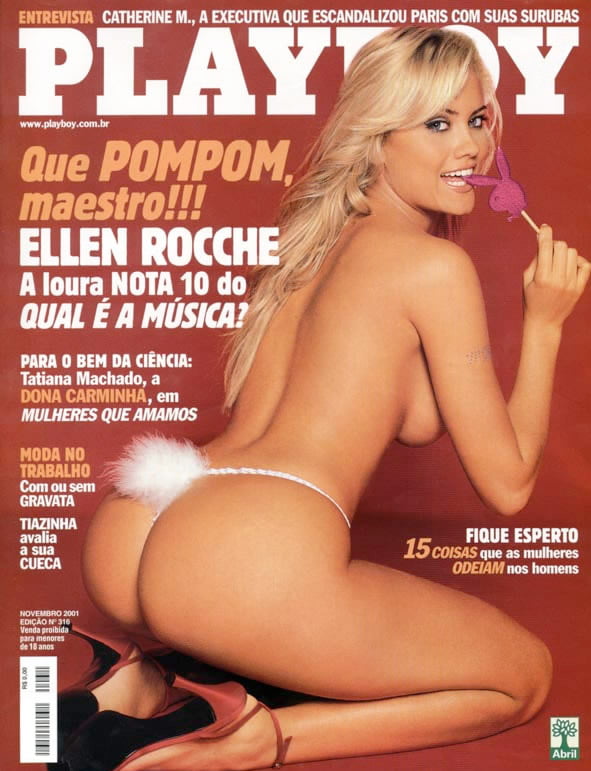 ENTREVISTA CATHERINE M., A EXECUTIVA QUE ESCANDALIZOU PARIS COM SUAS SURUBAS
PLAYBOY
www.playboy.com.br
Que POMPOM,
maestro!!!
ELLEN ROCCHE
A loura NOTA 10 do
QUAL É A MÚSICA?
PARA O BEM DA CIÊNCIA:
Tatiana Machado, a
DONA CARMINHA, em
MULHERES QUE AMAMOS
MODA NO
TRABALHO
Com ou sem
GRAVATA
TIAZINHA
avalia
a sua
CUECA
FIQUE ESPERTO
15 COISAS que as mulheres
ODEIAM nos homens
NOVEMBRO 2001
EDIÇÃO Nº 316
Venda proibida
para menores
de 18 anos
R$ 0,00
Abril